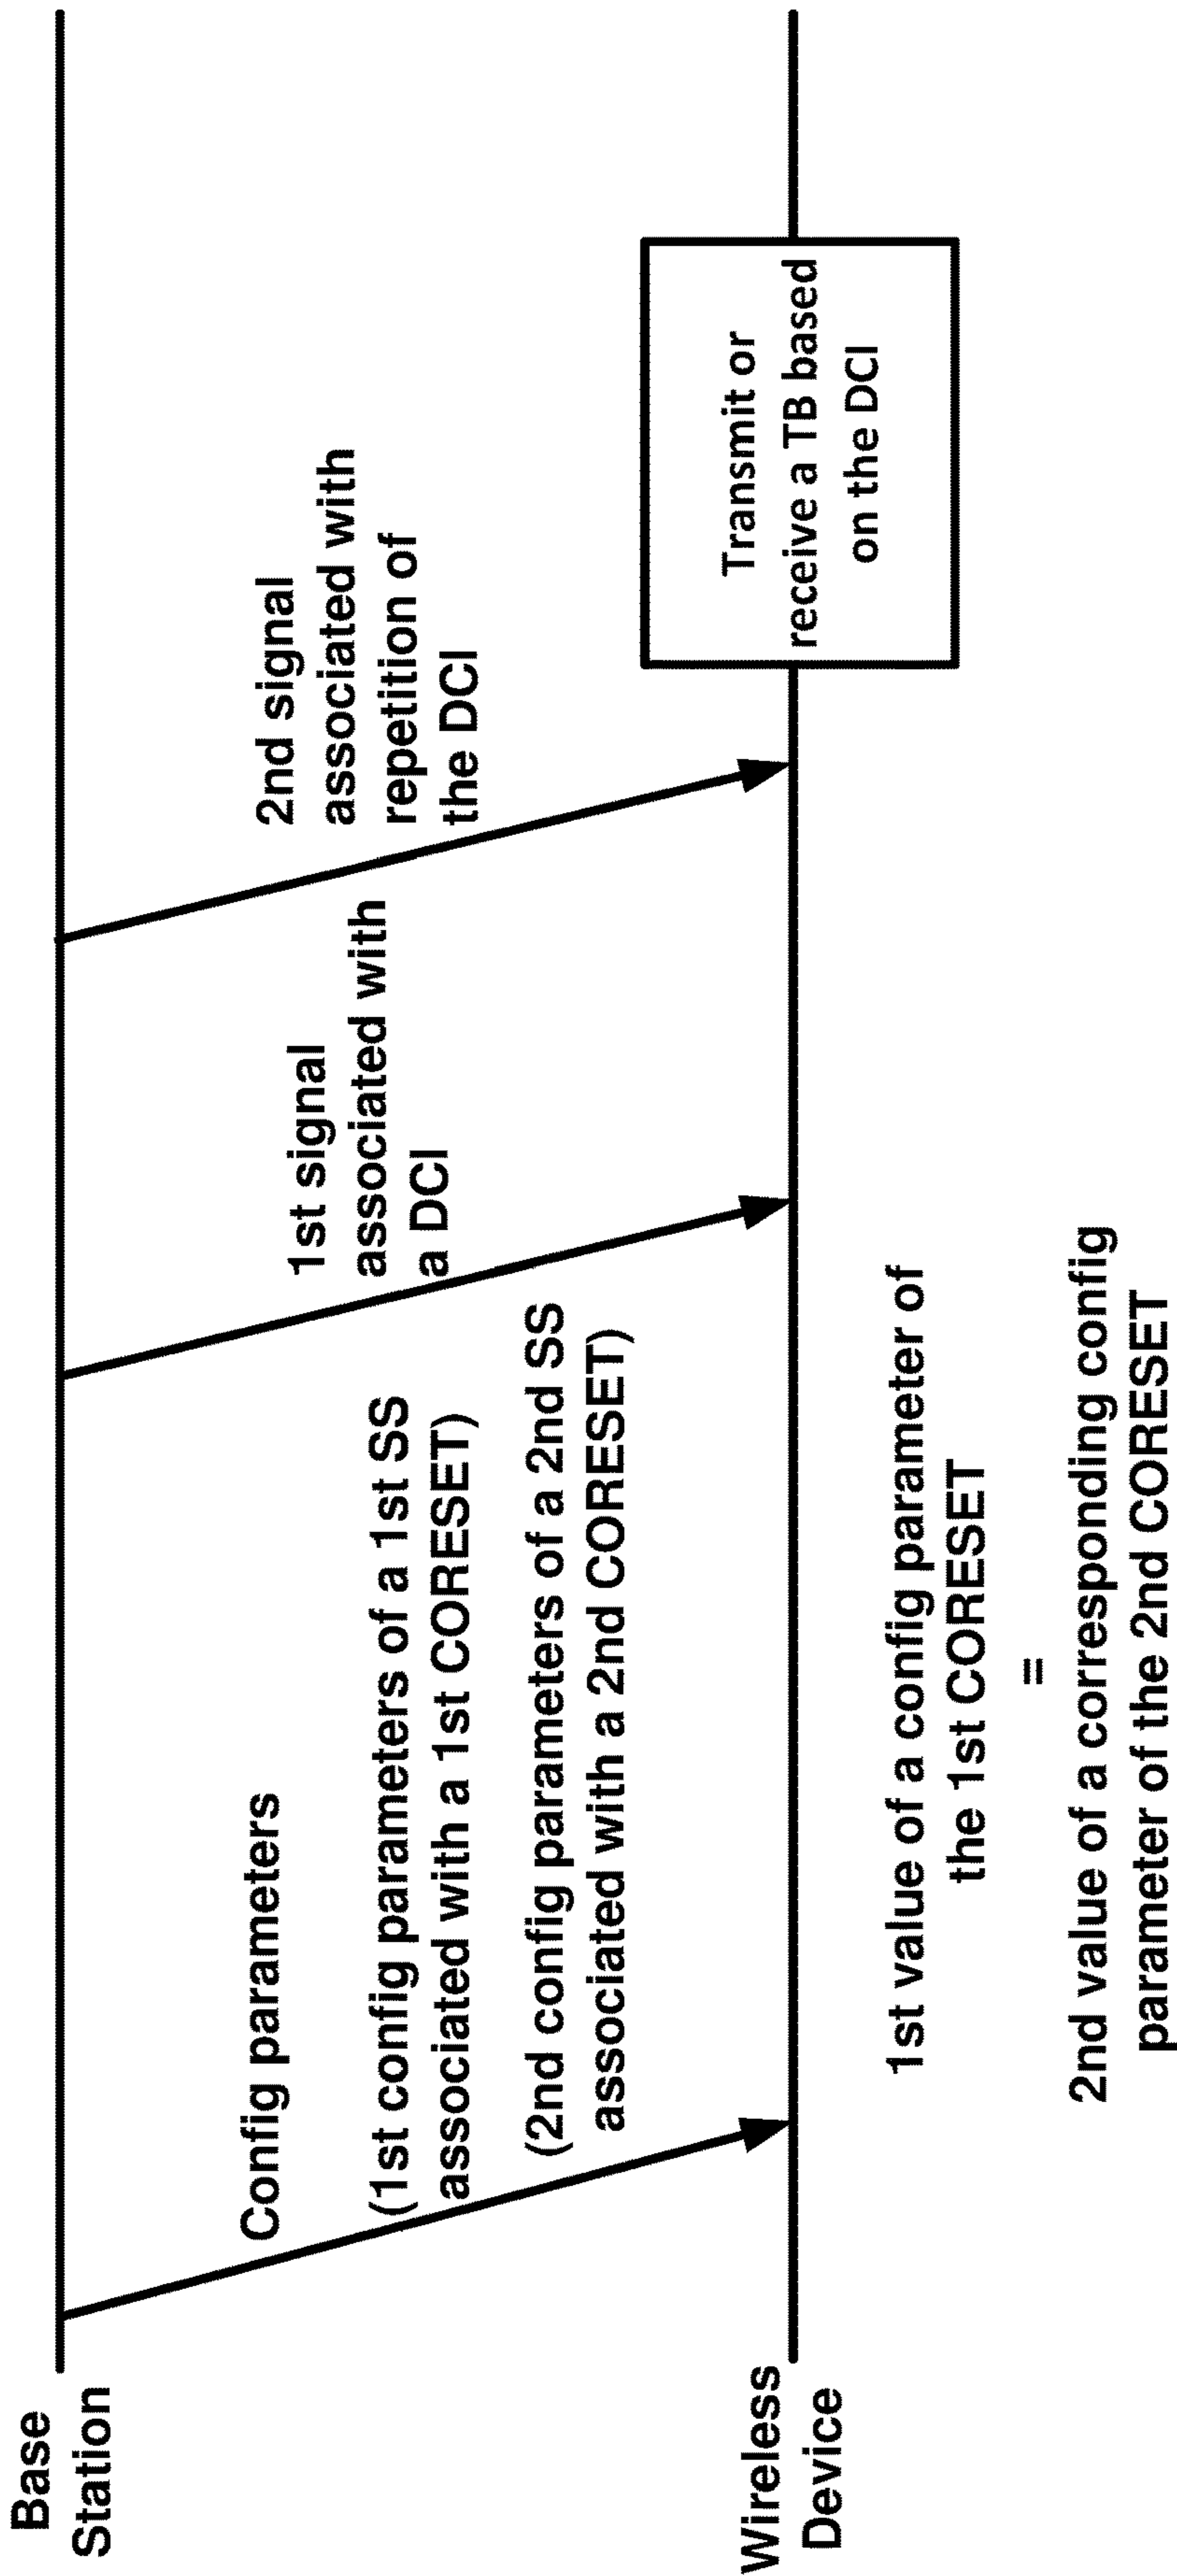 Base
Station
Config parameters
(1st config parameters of a 1st SS
associated with a 1st CORESET)
(2nd config parameters of a 2nd SS
associated with a 2nd CORESET)
1st signal
associated with
a DCI
2nd signal
associated with
repetition of
the DCI
Wireless
Device
Transmit or
receive a TB based
on the DCI
1st value of a config parameter of
the 1st CORESET
=
2nd value of a corresponding config
parameter of the 2nd CORESET